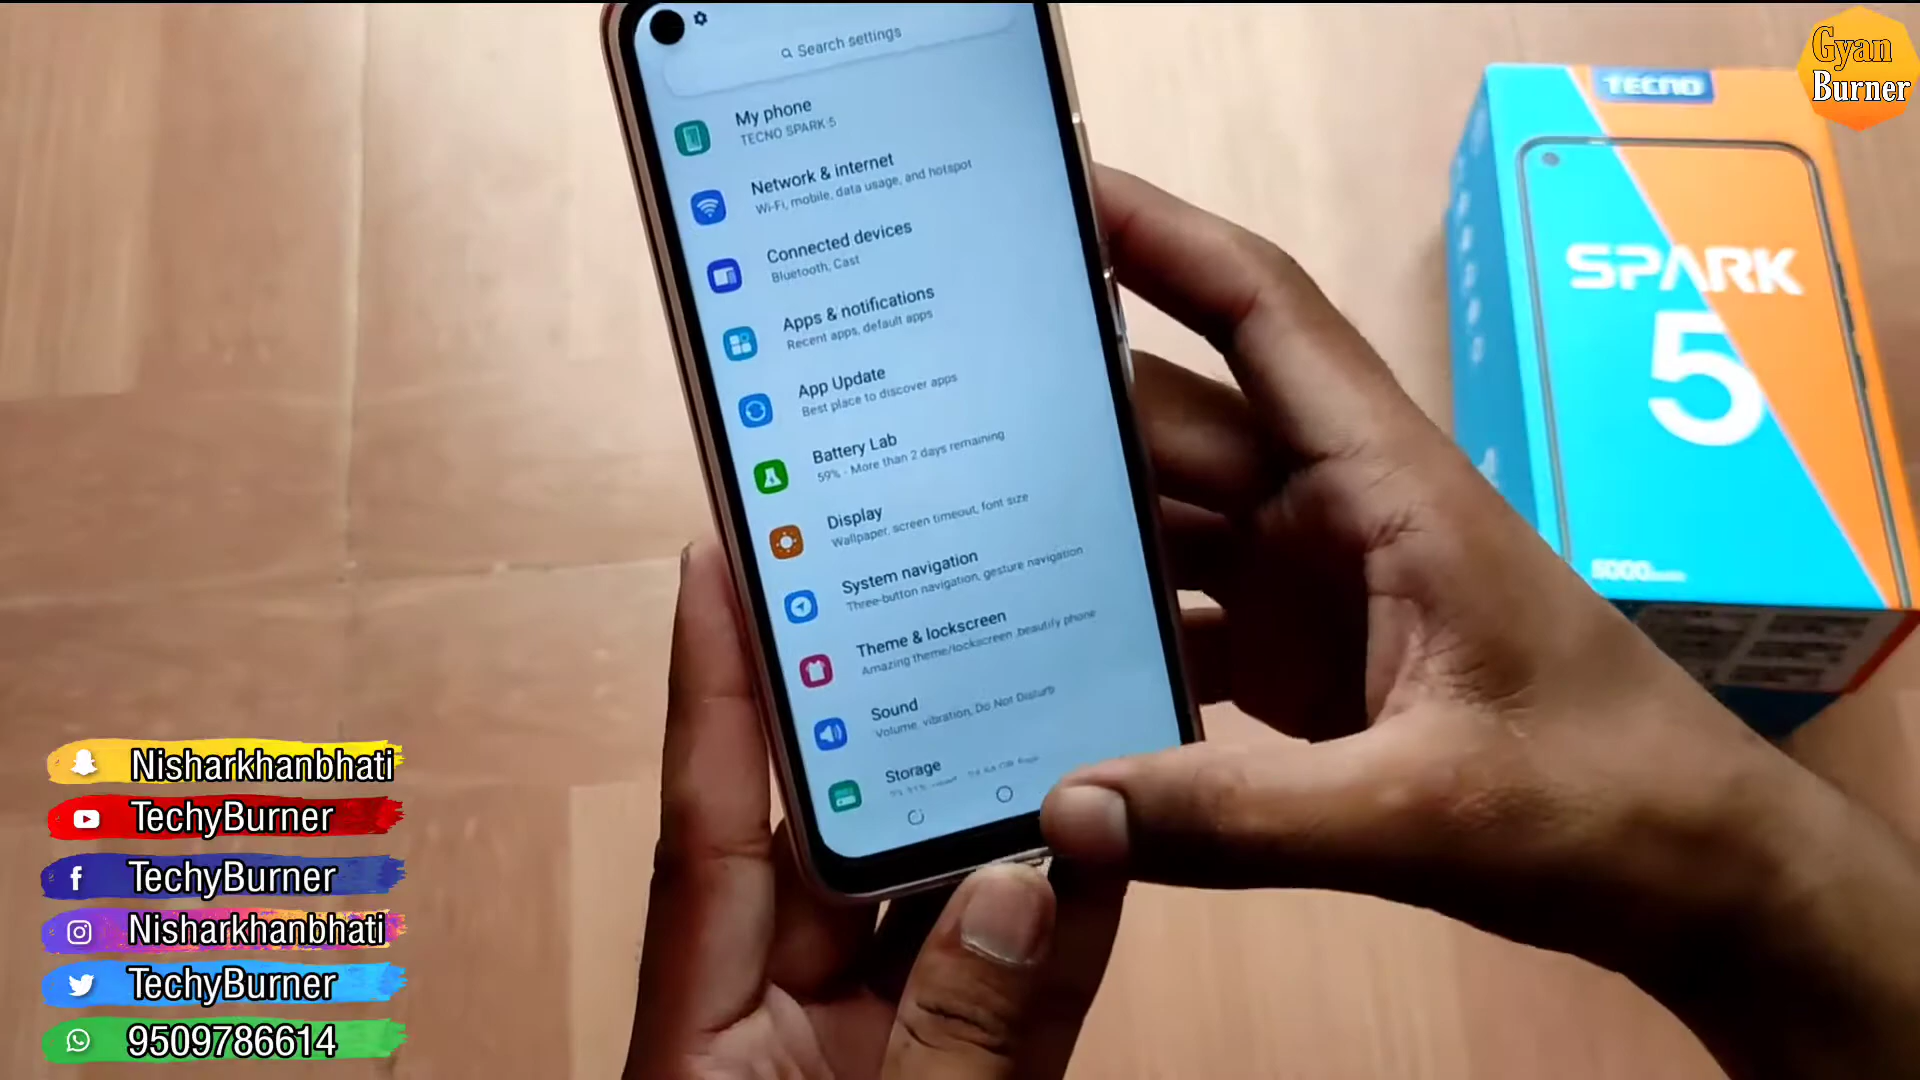 Search settings
My phone
TECNO SPARK 5
Network & internet
Wi-Fi, mobile, data usage, and hotspot
Connected devices
Bluetooth, Cast
Apps & notifications
Recent apps, default apps
App Update
Best place to discover apps
Battery Lab
59% - More than 2 days remaining
Display
Wallpaper, screen timeout, font size
System navigation
Three-button navigation, gesture navigation
Theme & lockscreen
Amazing theme/lockscreen ,beautify phone
Sound
Volume, vibration, Do Not Disturb
Storage
TECNO
SPARK
5
5000
Gyan
Burner
Nisharkhanbhati
TechyBurner
TechyBurner
Nisharkhanbhati
TechyBurner
9509786614